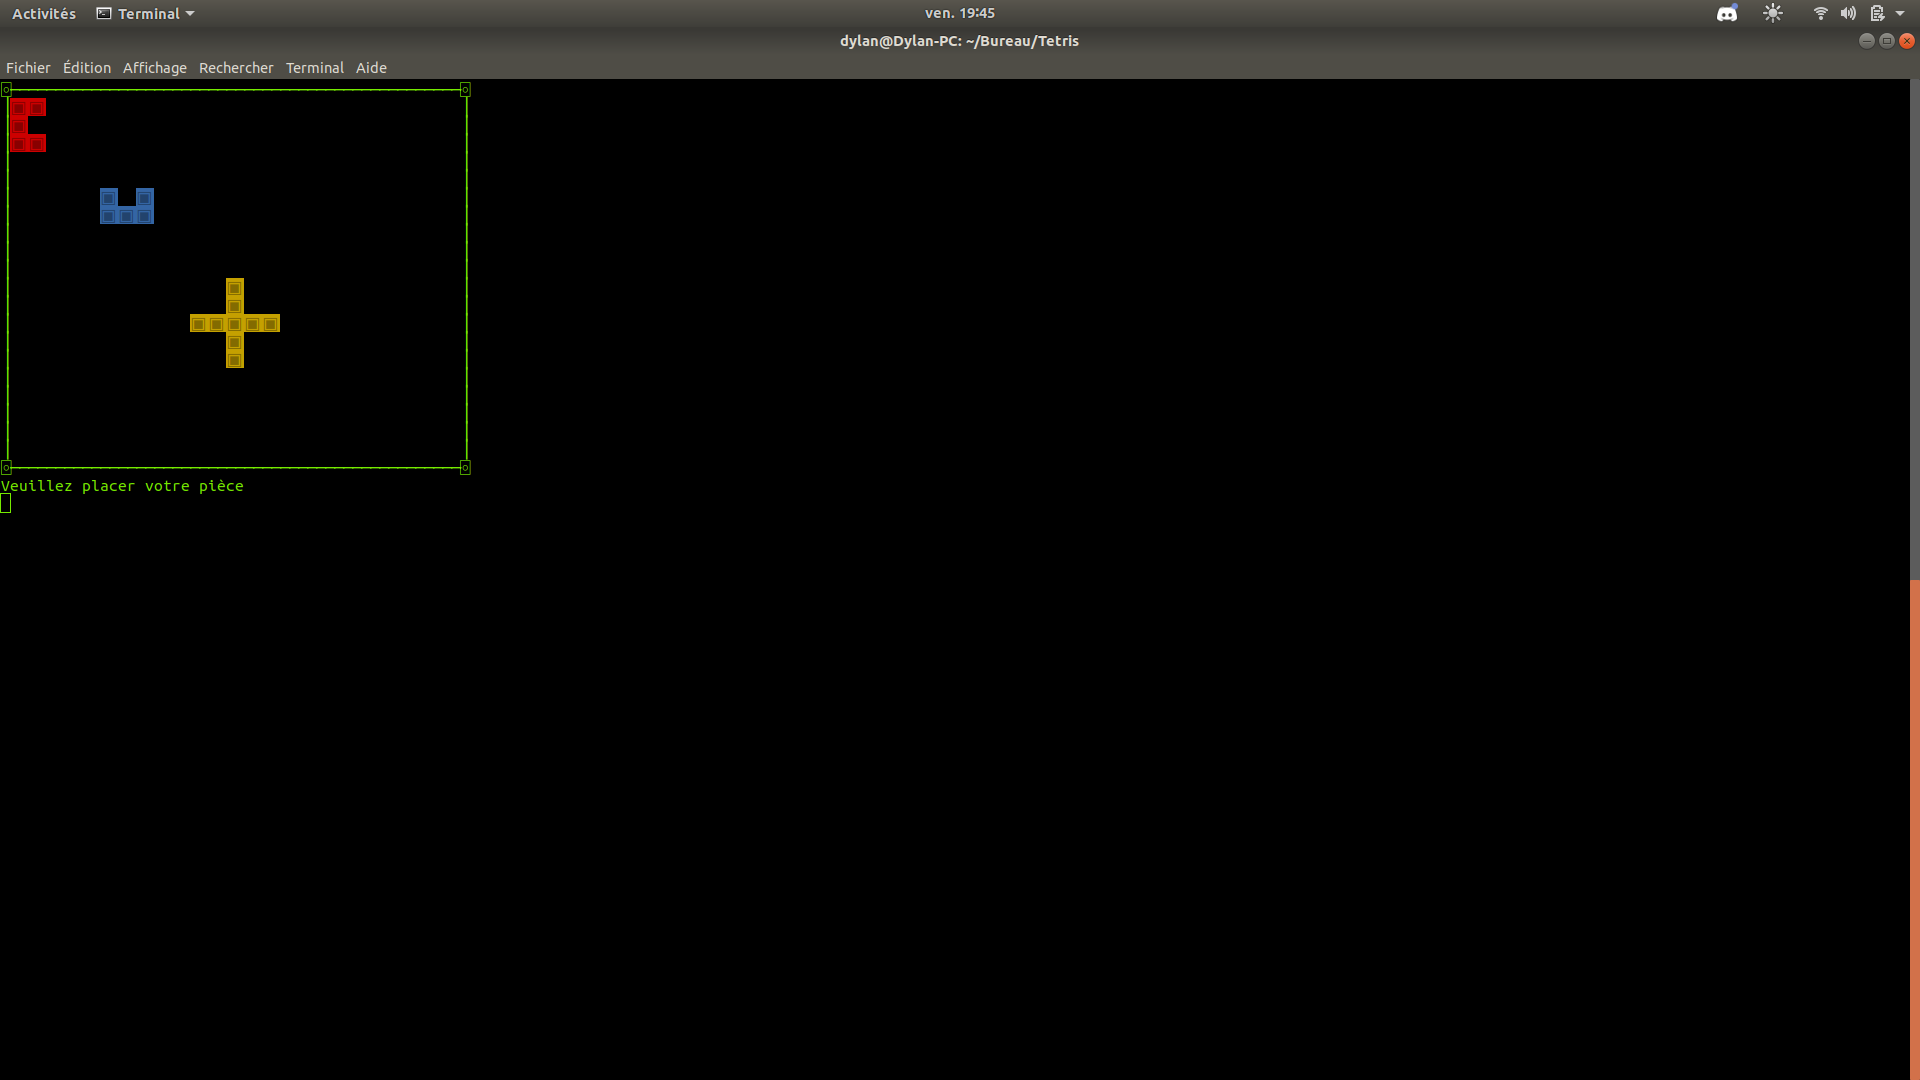 Activités Terminal ven. 19:45
dylan@Dylan-PC: ~/Bureau/Tetris
Fichier Édition Affichage Rechercher Terminal Aide
Veuillez placer votre pièce